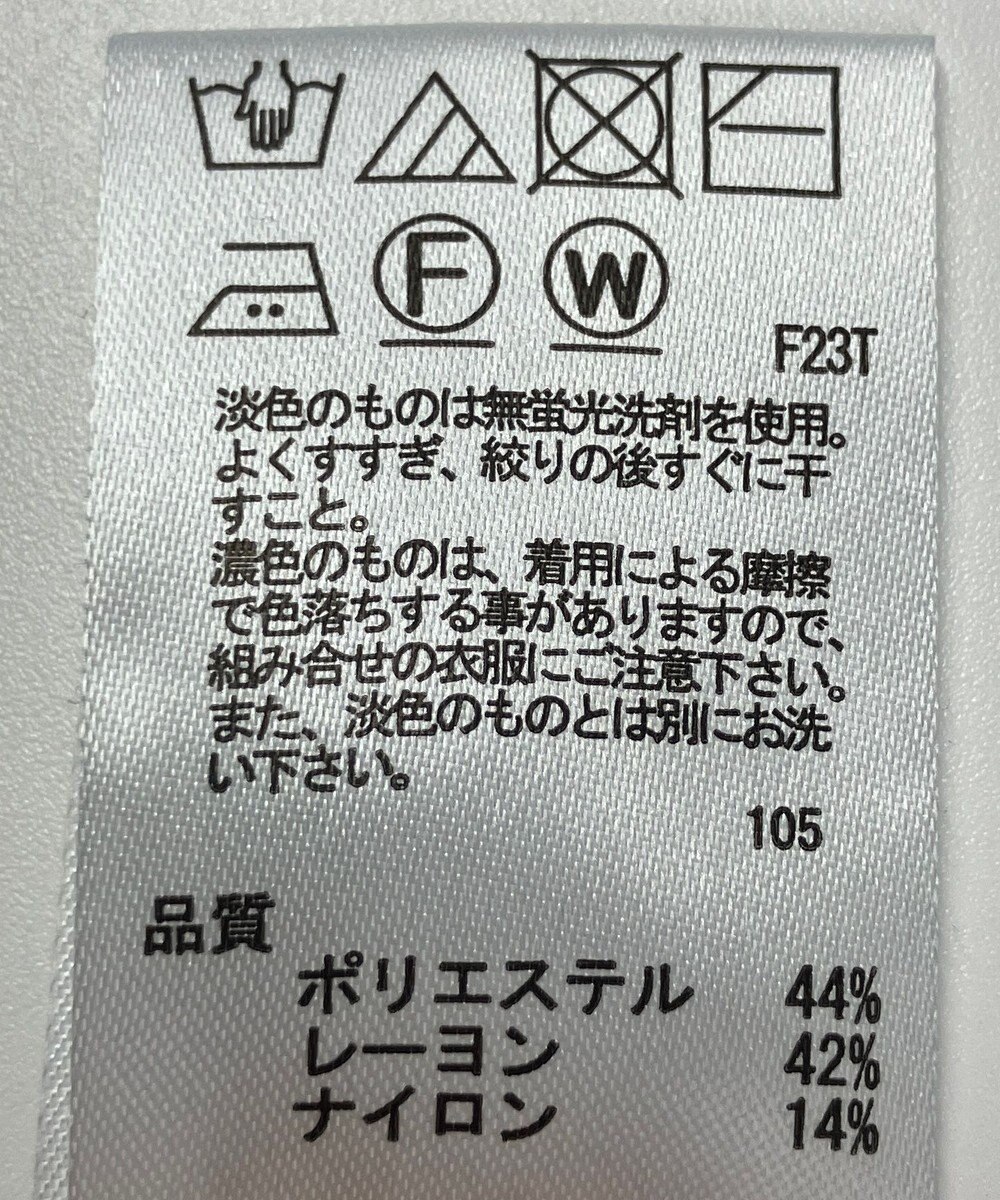 F
W
F23T
淡色のものは無蛍光洗剤を使用。
よくすすぎ、絞りの後すぐに干
すこと。
濃色のものは、着用による摩擦
で色落ちする事がありますので、
組み合せの衣服にご注意下さい。
また、淡色のものとは別にお洗
い下さい。
105
品質
ポリエステル 44%
レーヨン 42%
ナイロン 14%